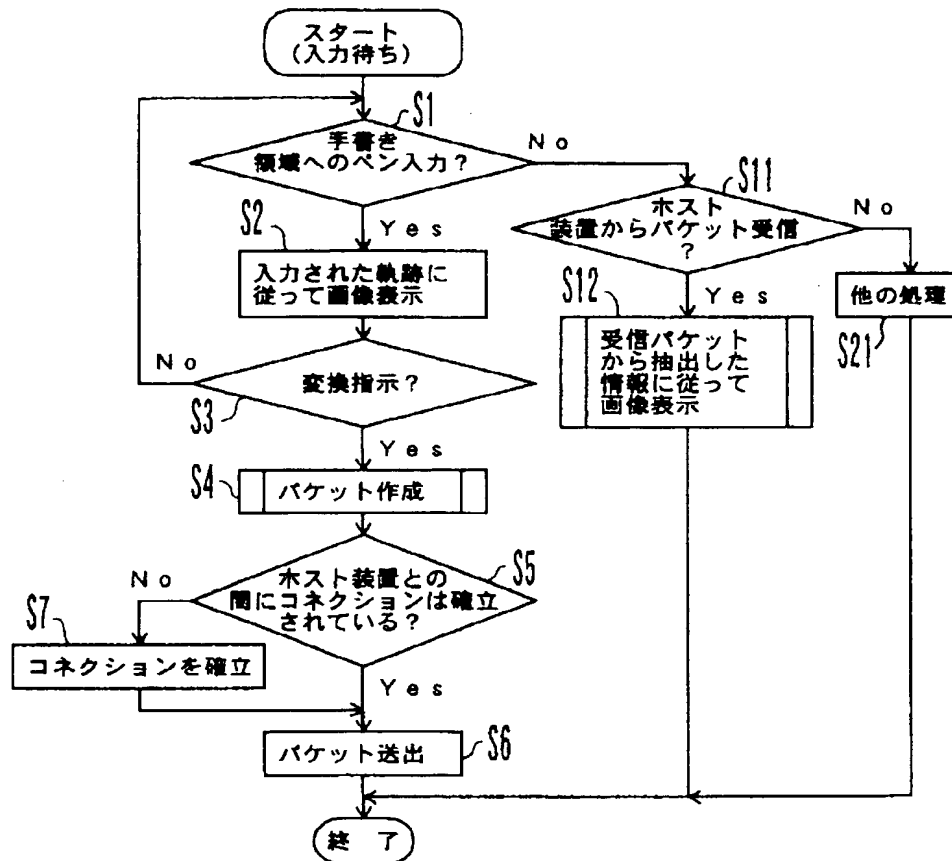 スタート
(入力待ち)
S1
手書き
領域へのペン入力?
No
Yes
S11
ホスト
装置からパケット受信
?
No
Yes
S2
入力された軌跡に
従って画像表示
S12
受信パケット
から抽出した
情報に従って
画像表示
他の処理
S21
No
変換指示?
S3
Yes
S4
パケット作成
S5
ホスト装置との
間にコネクションは確立
されている?
No
Yes
S7
コネクションを確立
パケット送出
S6
終 了